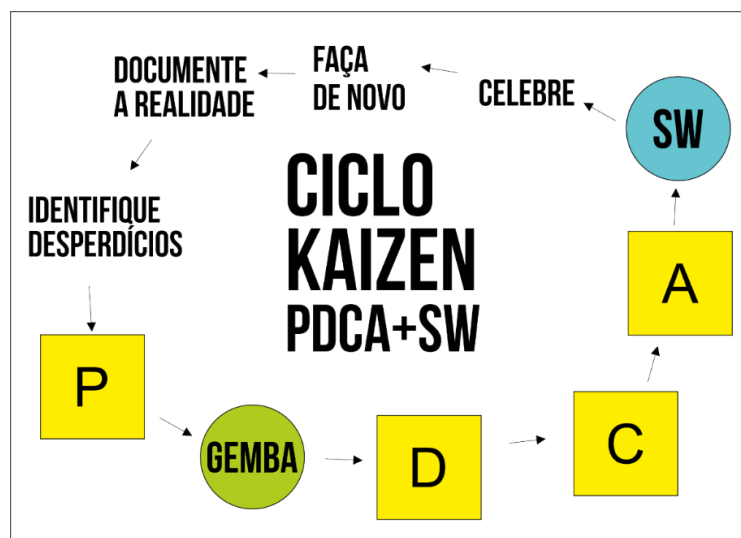 DOCUMENTE
A REALIDADE
FAÇA
DE NOVO
CELEBRE
SW
IDENTIFIQUE
DESPERDÍCIOS
CICLO
KAIZEN
PDCA+SW
A
P
GEMBA
D
C